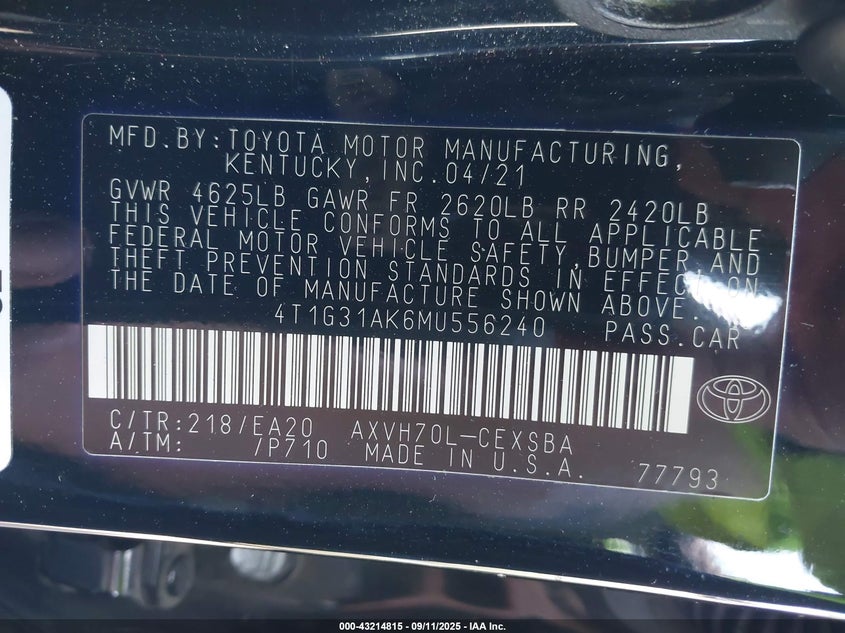 MFD.BY:TOYOTA MOTOR MANUFACTURING,
KENTUCKY,INC.04/21
GVWR 4625LB GAWR FR 2620LB RR 2420LB
THIS VEHICLE CONFORMS TO ALL APPLICABLE
FEDERAL MOTOR VEHICLE SAFETY,BUMPER AND
THEFT PREVENTION STANDARDS IN EFFECT ON
THE DATE OF MANUFACTURE SHOWN ABOVE.
4T1G31AK6MU556240 PASS.CAR
C/TR:218/EA20 AXVH70L-CEXSBA
A/TM: /P710 MADE IN U.S.A. 77793
000-43214815 - 09/11/2025 - IAA Inc.